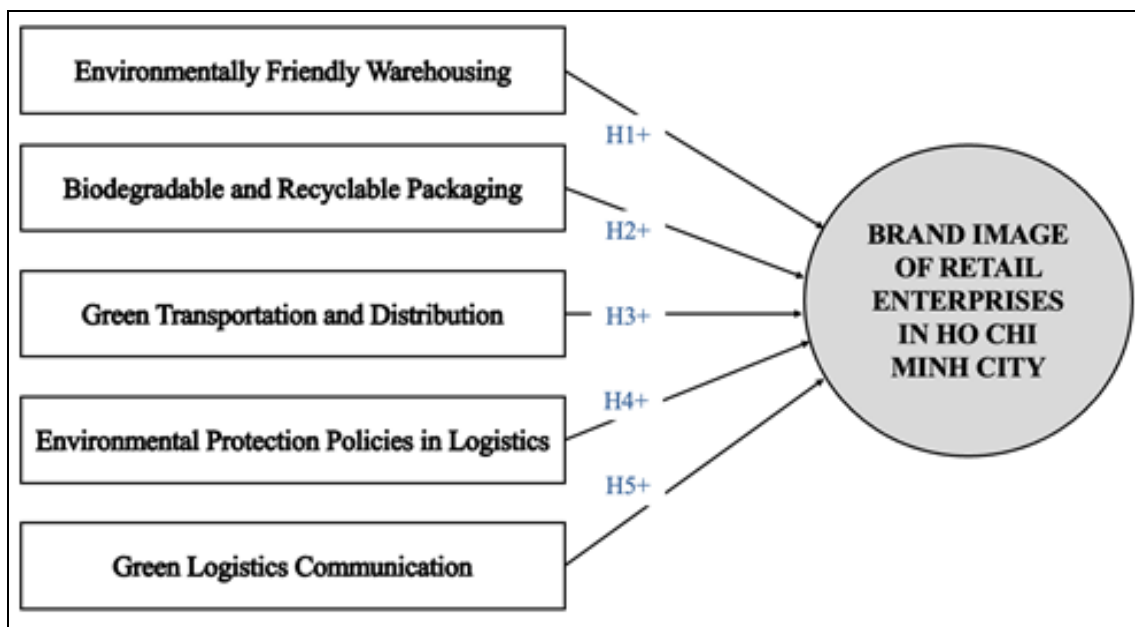 Environmentally Friendly Warehousing
H1+
Biodegradable and Recyclable Packaging
H2+
Green Transportation and Distribution
H3+
Environmental Protection Policies in Logistics
H4+
Green Logistics Communication
H5+
BRAND IMAGE
OF RETAIL
ENTERPRISES
IN HO CHI
MINH CITY